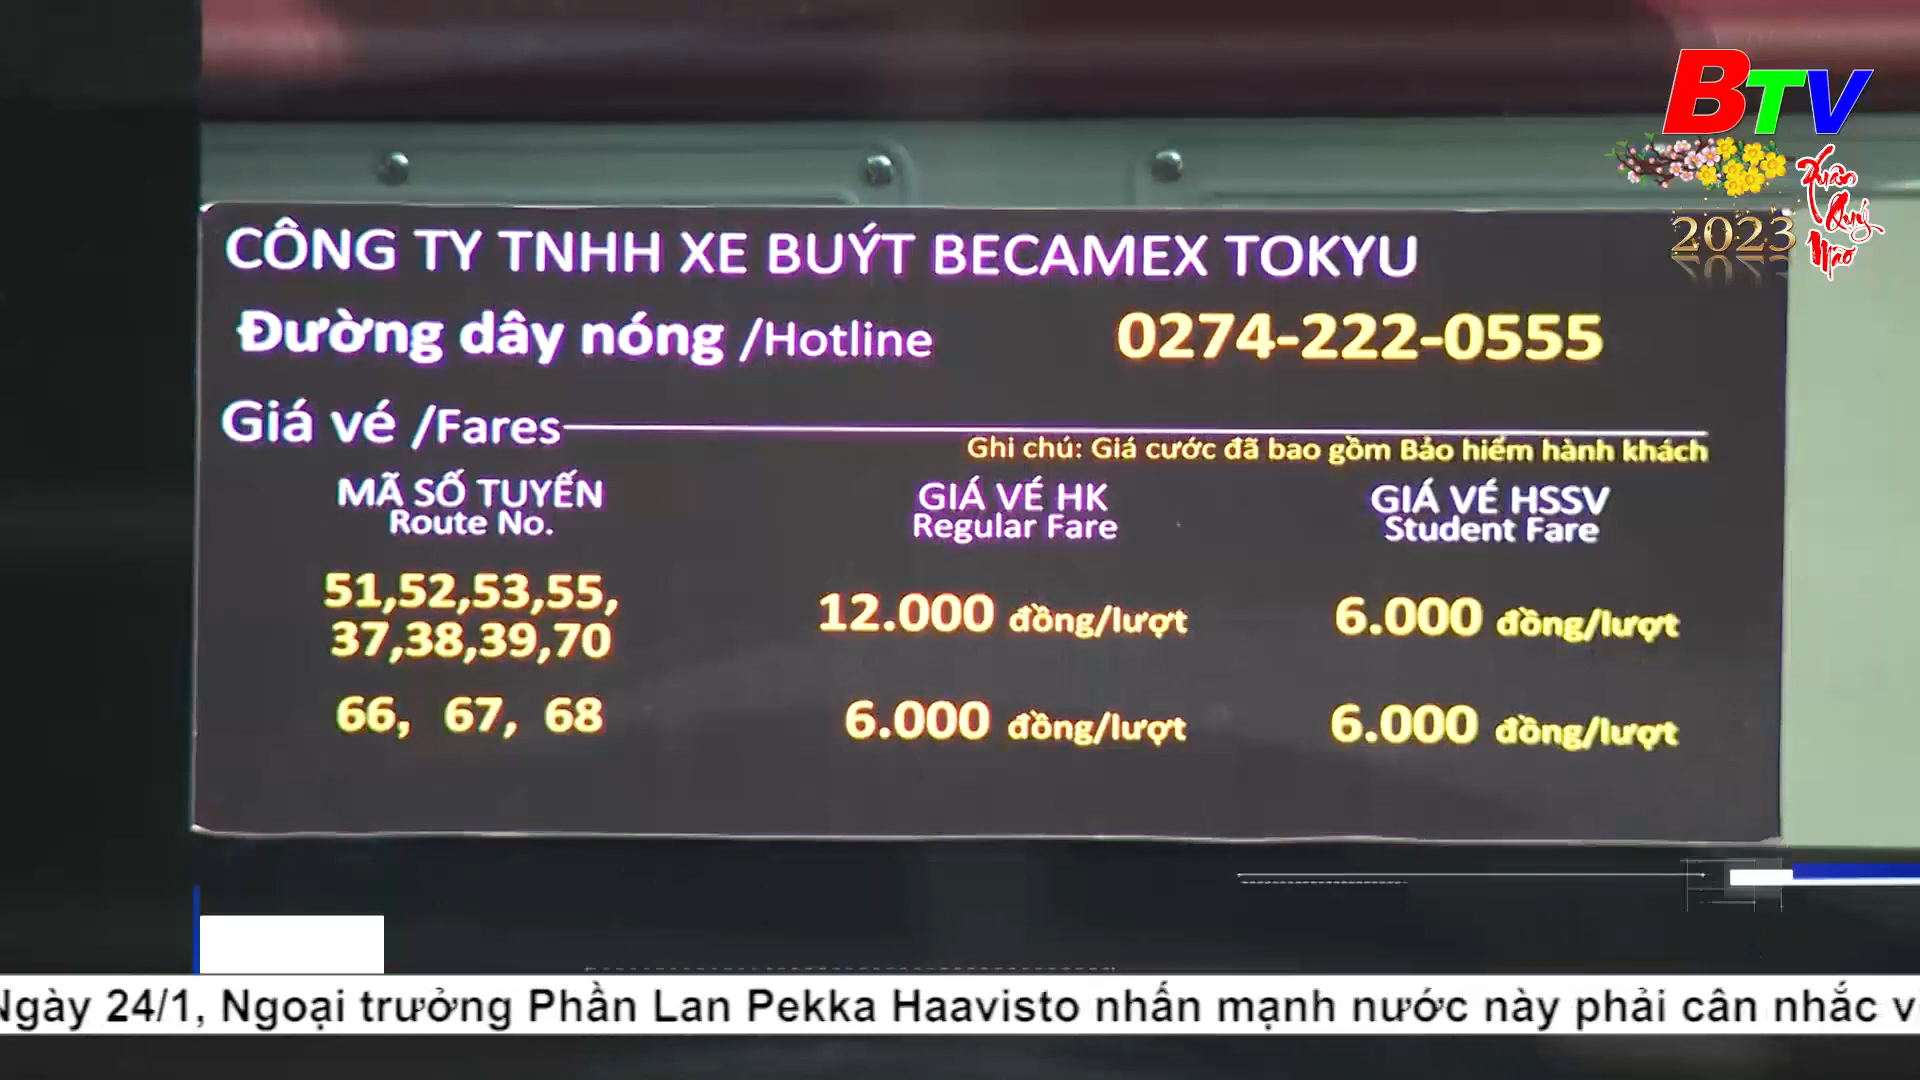 BTV
Xuân
Quý
Mão
2023
CÔNG TY TNHH XE BUÝT BECAMEX TOKYU
Đường dây nóng /Hotline 0274-222-0555
Giá vé /Fares
Ghi chú: Giá cước đã bao gồm Bảo hiểm hành khách
MÃ SỐ TUYẾN GIÁ VÉ HK GIÁ VÉ HSSV
Route No. Regular Fare Student Fare
51,52,53,55,
37,38,39,70 12.000 đồng/lượt 6.000 đồng/lượt
66, 67, 68 6.000 đồng/lượt 6.000 đồng/lượt
Ngày 24/1, Ngoại trưởng Phần Lan Pekka Haavisto nhấn mạnh nước này phải cân nhắc